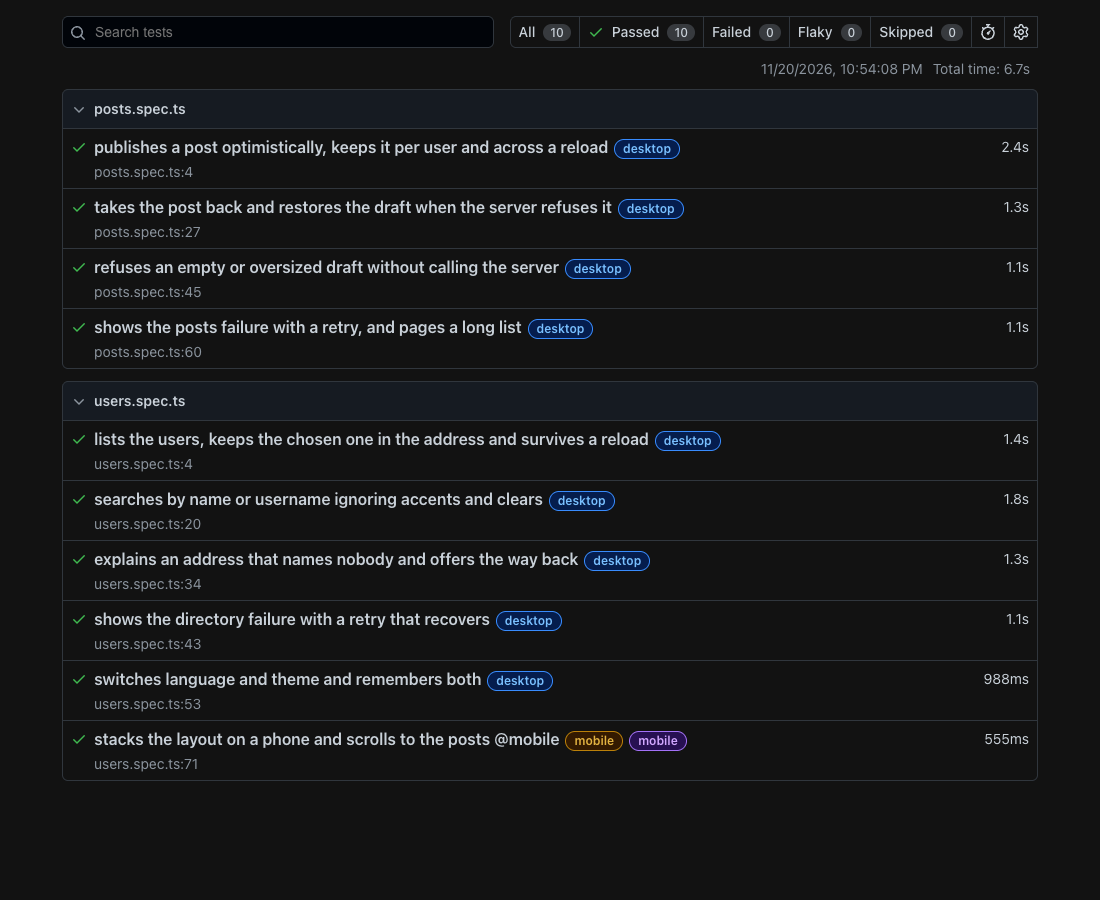 Search tests
All 10 Passed 10 Failed 0 Flaky 0 Skipped 0
11/20/2026, 10:54:08 PM Total time: 6.7s
posts.spec.ts
publishes a post optimistically, keeps it per user and across a reload desktop 2.4s
posts.spec.ts:4
takes the post back and restores the draft when the server refuses it desktop 1.3s
posts.spec.ts:27
refuses an empty or oversized draft without calling the server desktop 1.1s
posts.spec.ts:45
shows the posts failure with a retry, and pages a long list desktop 1.1s
posts.spec.ts:60
users.spec.ts
lists the users, keeps the chosen one in the address and survives a reload desktop 1.4s
users.spec.ts:4
searches by name or username ignoring accents and clears desktop 1.8s
users.spec.ts:20
explains an address that names nobody and offers the way back desktop 1.3s
users.spec.ts:34
shows the directory failure with a retry that recovers desktop 1.1s
users.spec.ts:43
switches language and theme and remembers both desktop 988ms
users.spec.ts:53
stacks the layout on a phone and scrolls to the posts @mobile mobile mobile 555ms
users.spec.ts:71